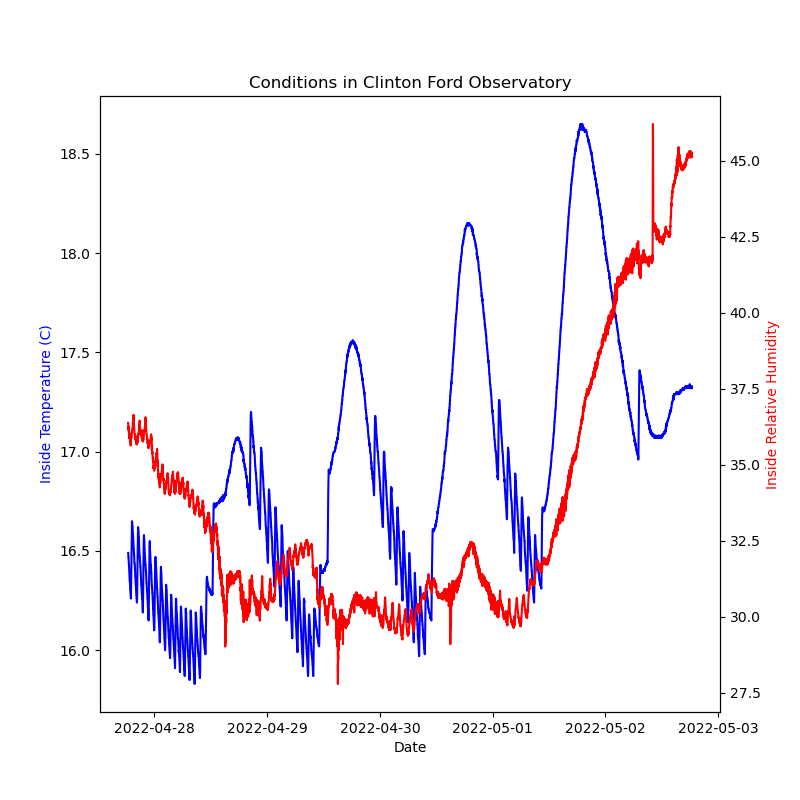 Conditions in Clinton Ford Observatory
Inside Temperature (C)
18.5
18.0
17.5
17.0
16.5
16.0
45.0
42.5
40.0
37.5
35.0
32.5
30.0
27.5
Inside Relative Humidity
2022-04-28 2022-04-29 2022-04-30 2022-05-01 2022-05-02 2022-05-03
Date